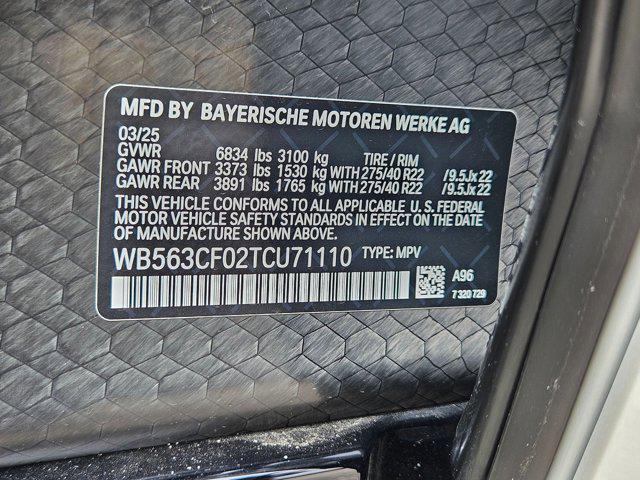 MFD BY BAYERISCHE MOTOREN WERKE AG
03/25
GVWR 6834 lbs 3100 kg TIRE / RIM
GAWR FRONT 3373 lbs 1530 kg WITH 275/40 R22 / 9.5Jx22
GAWR REAR 3891 lbs 1765 kg WITH 275/40 R22 / 9.5Jx22
THIS VEHICLE CONFORMS TO ALL APPLICABLE U. S. FEDERAL
MOTOR VEHICLE SAFETY STANDARDS IN EFFECT ON THE DATE
OF MANUFACTURE SHOWN ABOVE.
WB563CF02TCU71110 TYPE: MPV
A96
7 320 729